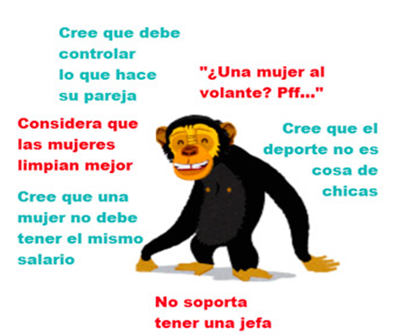 Cree que debe
controlar
lo que hace
su pareja
"¿Una mujer al
volante? Pff..."
Considera que
las mujeres
limpian mejor
Cree que el
deporte no es
cosa de
chicas
Cree que una
mujer no debe
tener el mismo
salario
No soporta
tener una jefa